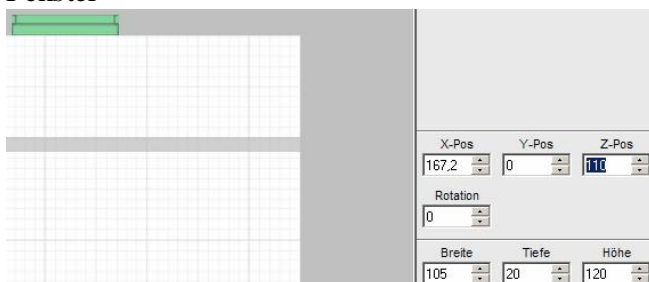 X-Pos Y-Pos Z-Pos
167,2 0 110
Rotation
0
Breite Tiefe Höhe
105 20 120